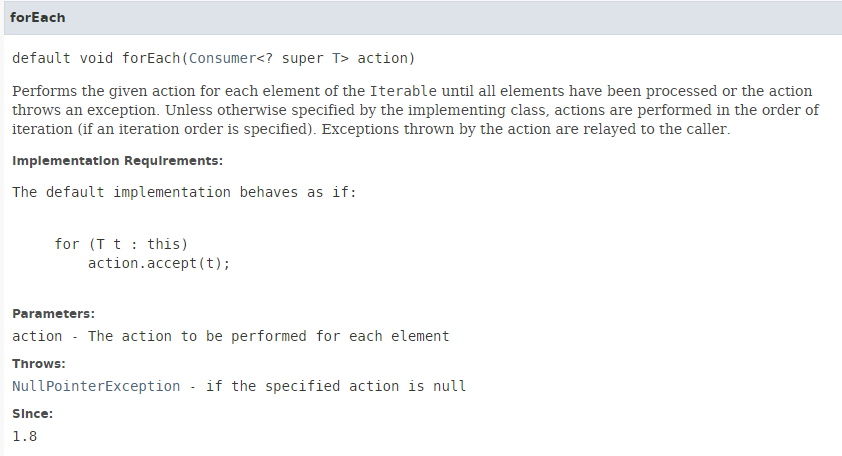 forEach
default void forEach(Consumer<? super T> action)
Performs the given action for each element of the Iterable until all elements have been processed or the action
throws an exception. Unless otherwise specified by the implementing class, actions are performed in the order of
iteration (if an iteration order is specified). Exceptions thrown by the action are relayed to the caller.
Implementation Requirements:
The default implementation behaves as if:
for (T t : this)
action.accept(t);
Parameters:
action - The action to be performed for each element
Throws:
NullPointerException - if the specified action is null
Since:
1.8